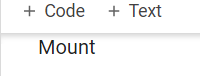 + Code + Text
Mount